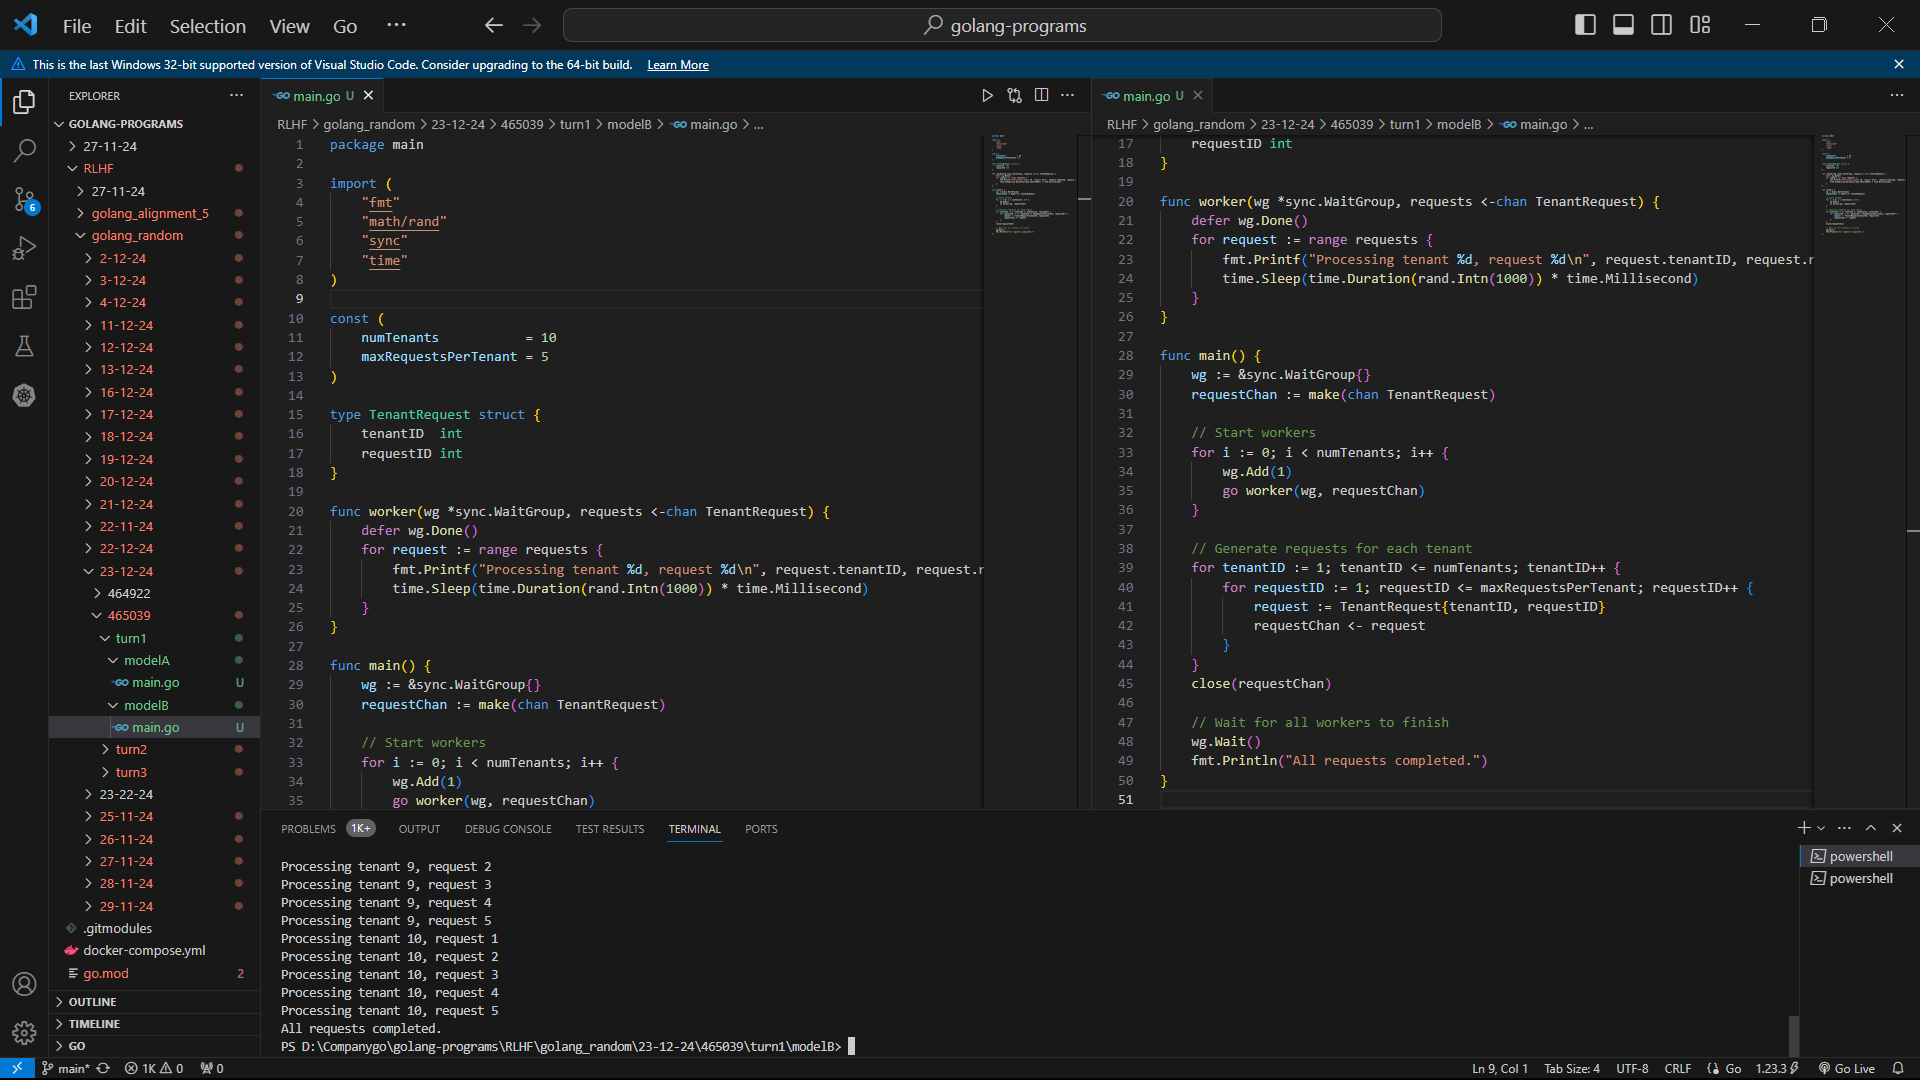 File Edit Selection View Go ···
golang-programs
This is the last Windows 32-bit supported version of Visual Studio Code. Consider upgrading to the 64-bit build. Learn More
EXPLORER
GOLANG-PROGRAMS
27-11-24
RLHF
27-11-24
golang_alignment_5
golang_random
2-12-24
3-12-24
4-12-24
11-12-24
12-12-24
13-12-24
16-12-24
17-12-24
18-12-24
19-12-24
20-12-24
21-12-24
22-11-24
22-12-24
23-12-24
464922
465039
turn1
modelA
main.go U
modelB
main.go U
turn2
turn3
23-22-24
25-11-24
26-11-24
27-11-24
28-11-24
29-11-24
.gitmodules
docker-compose.yml
go.mod 2
OUTLINE
TIMELINE
GO
6
main.go U
RLHF > golang_random > 23-12-24 > 465039 > turn1 > modelB > main.go > ...
1 package main
2
3 import (
4 "fmt"
5 "math/rand"
6 "sync"
7 "time"
8 )
9
10 const (
11 numTenants = 10
12 maxRequestsPerTenant = 5
13 )
14
15 type TenantRequest struct {
16 tenantID int
17 requestID int
18 }
19
20 func worker(wg *sync.WaitGroup, requests <-chan TenantRequest) {
21 defer wg.Done()
22 for request := range requests {
23 fmt.Printf("Processing tenant %d, request %d\n", request.tenantID, request.r
24 time.Sleep(time.Duration(rand.Intn(1000)) * time.Millisecond)
25 }
26 }
27
28 func main() {
29 wg := &sync.WaitGroup{}
30 requestChan := make(chan TenantRequest)
31
32 // Start workers
33 for i := 0; i < numTenants; i++ {
34 wg.Add(1)
35 go worker(wg, requestChan)
main.go U
RLHF > golang_random > 23-12-24 > 465039 > turn1 > modelB > main.go > ...
17 requestID int
18 }
19
20 func worker(wg *sync.WaitGroup, requests <-chan TenantRequest) {
21 defer wg.Done()
22 for request := range requests {
23 fmt.Printf("Processing tenant %d, request %d\n", request.tenantID, request.r
24 time.Sleep(time.Duration(rand.Intn(1000)) * time.Millisecond)
25 }
26 }
27
28 func main() {
29 wg := &sync.WaitGroup{}
30 requestChan := make(chan TenantRequest)
31
32 // Start workers
33 for i := 0; i < numTenants; i++ {
34 wg.Add(1)
35 go worker(wg, requestChan)
36 }
37
38 // Generate requests for each tenant
39 for tenantID := 1; tenantID <= numTenants; tenantID++ {
40 for requestID := 1; requestID <= maxRequestsPerTenant; requestID++ {
41 request := TenantRequest{tenantID, requestID}
42 requestChan <- request
43 }
44 }
45 close(requestChan)
46
47 // Wait for all workers to finish
48 wg.Wait()
49 fmt.Println("All requests completed.")
50 }
51
PROBLEMS 1K+ OUTPUT DEBUG CONSOLE TEST RESULTS TERMINAL PORTS
Processing tenant 9, request 2
Processing tenant 9, request 3
Processing tenant 9, request 4
Processing tenant 9, request 5
Processing tenant 10, request 1
Processing tenant 10, request 2
Processing tenant 10, request 3
Processing tenant 10, request 4
Processing tenant 10, request 5
All requests completed.
PS D:\Companygo\golang-programs\RLHF\golang_random\23-12-24\465039\turn1\modelB>
powershell
powershell
main* 1K 0 0
Ln 9, Col 1 Tab Size: 4 UTF-8 CRLF Go 1.23.3 Go Live